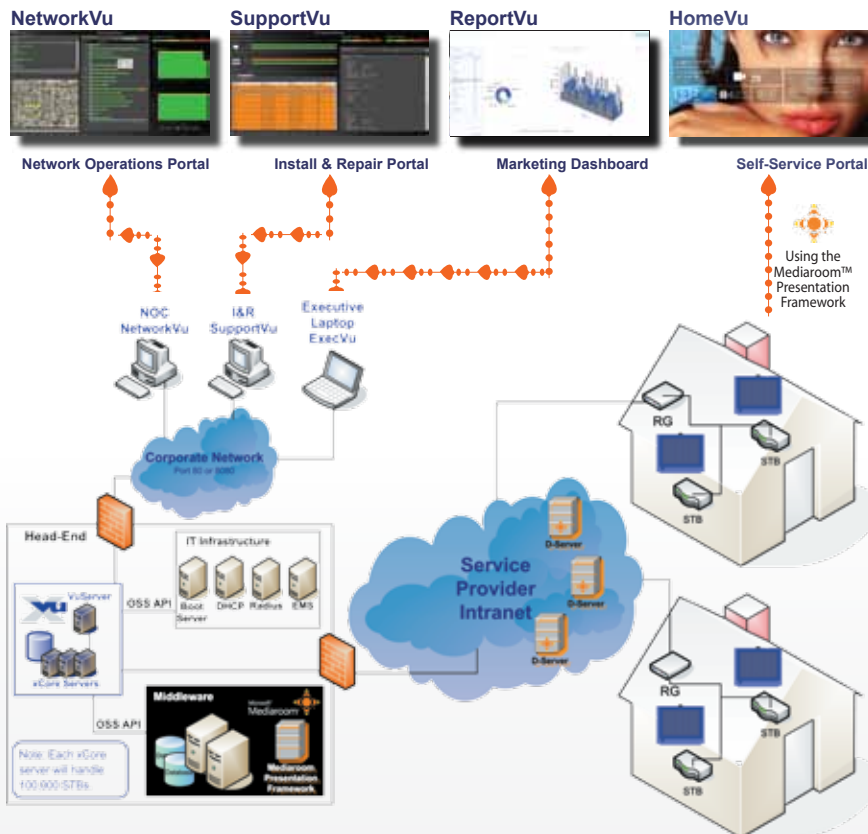 NetworkVu
SupportVu
ReportVu
HomeVu
Network Operations Portal
Install & Repair Portal
Marketing Dashboard
Self-Service Portal
Using the
Mediaroom™
Presentation
Framework
NOC
NetworkVu
I&R
SupportVu
Executive
Laptop
ExecVu
Corporate Network
Port 80 or 8080
Head-End
IT Infrastructure
Boot
Server
DHCP
Radius
EMS
OSS API
VuServer
Vu
xCore Servers
OSS API
Middleware
Microsoft
Mediaroom
Mediaroom
Presentation
Framework
Note: Each xCore
server will handle
100,000 STBs
Service
Provider
Intranet
D-Server
D-Server
D-Server
RG
STB
STB
RG
STB
STB